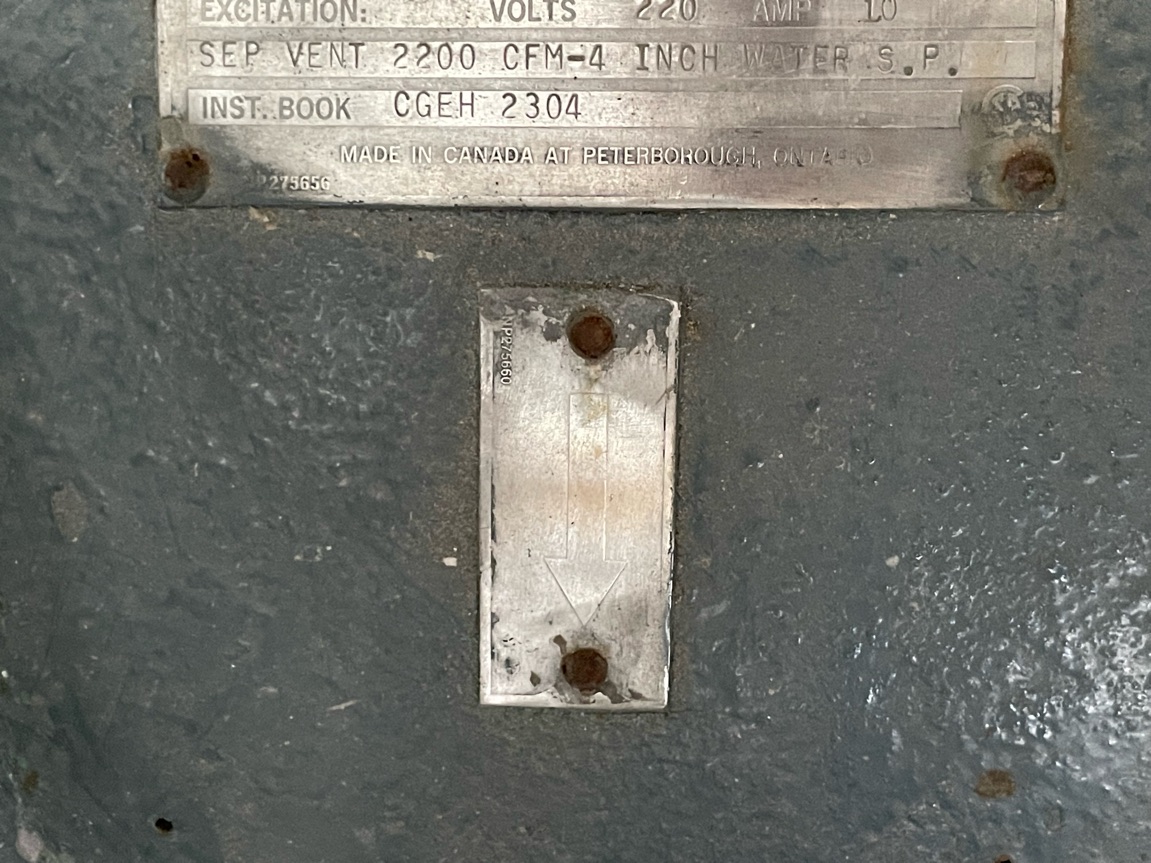 EXCITATION: VOLTS 220 AMP 10
SEP VENT 2200 CFM-4 INCH WATER S.P.
INST. BOOK CGEH 2304
MADE IN CANADA AT PETERBOROUGH, ONTARIO
NP275656
NP275660